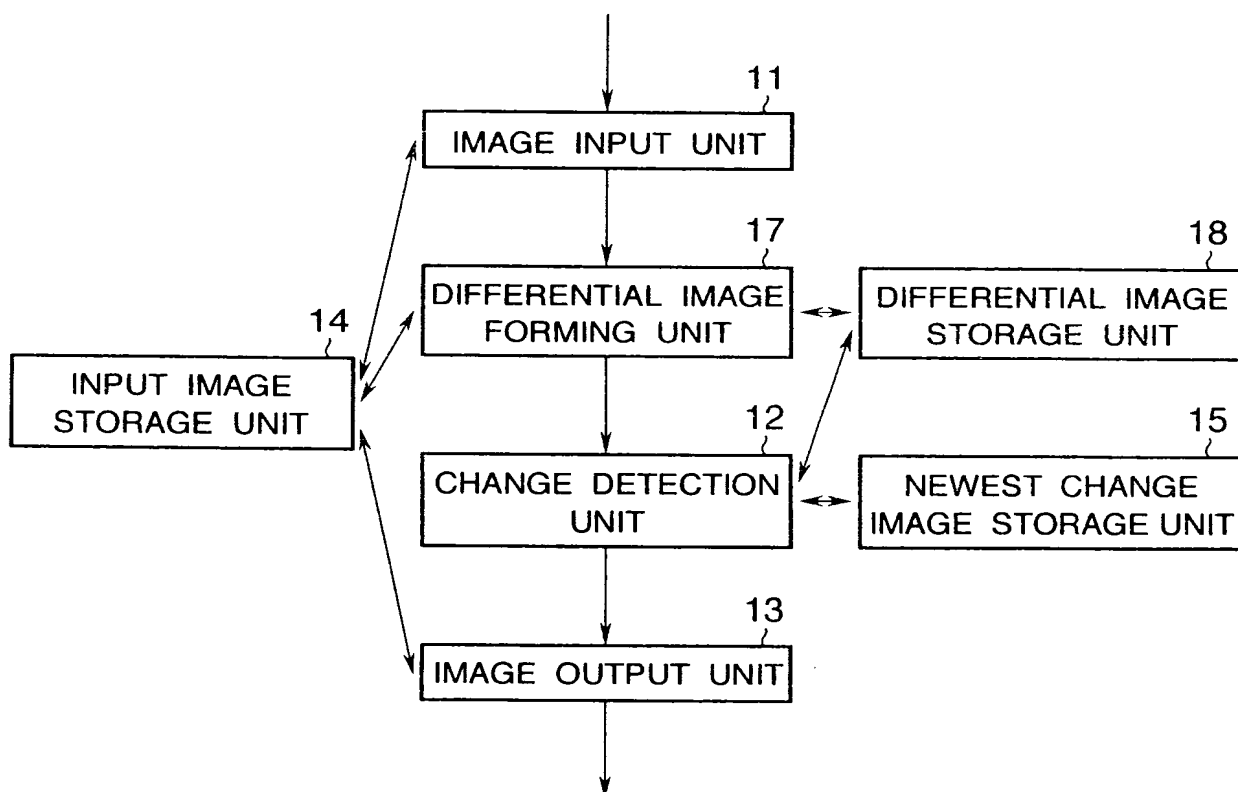 11
IMAGE INPUT UNIT
17
DIFFERENTIAL IMAGE
FORMING UNIT
18
DIFFERENTIAL IMAGE
STORAGE UNIT
14
INPUT IMAGE
STORAGE UNIT
12
CHANGE DETECTION
UNIT
15
NEWEST CHANGE
IMAGE STORAGE UNIT
13
IMAGE OUTPUT UNIT